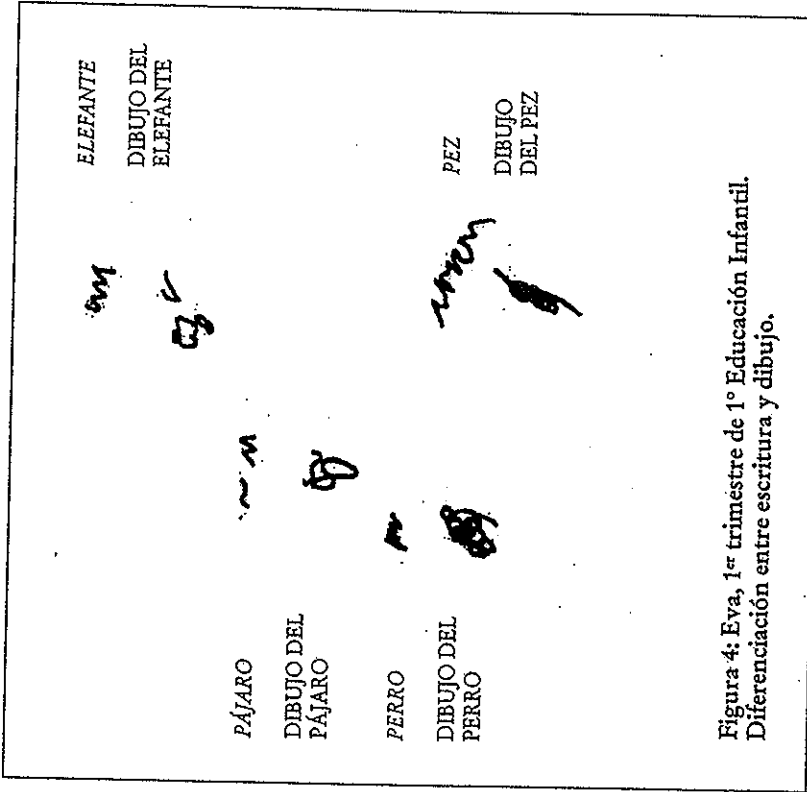 ELEFANTE
DIBUJO DEL
ELEFANTE
PÁJARO
DIBUJO DEL
PÁJARO
PERRO
DIBUJO DEL
PERRO
PEZ
DIBUJO
DEL PEZ
Figura 4: Eva, 1er trimestre de 1º Educación Infantil.
Diferenciación entre escritura y dibujo.